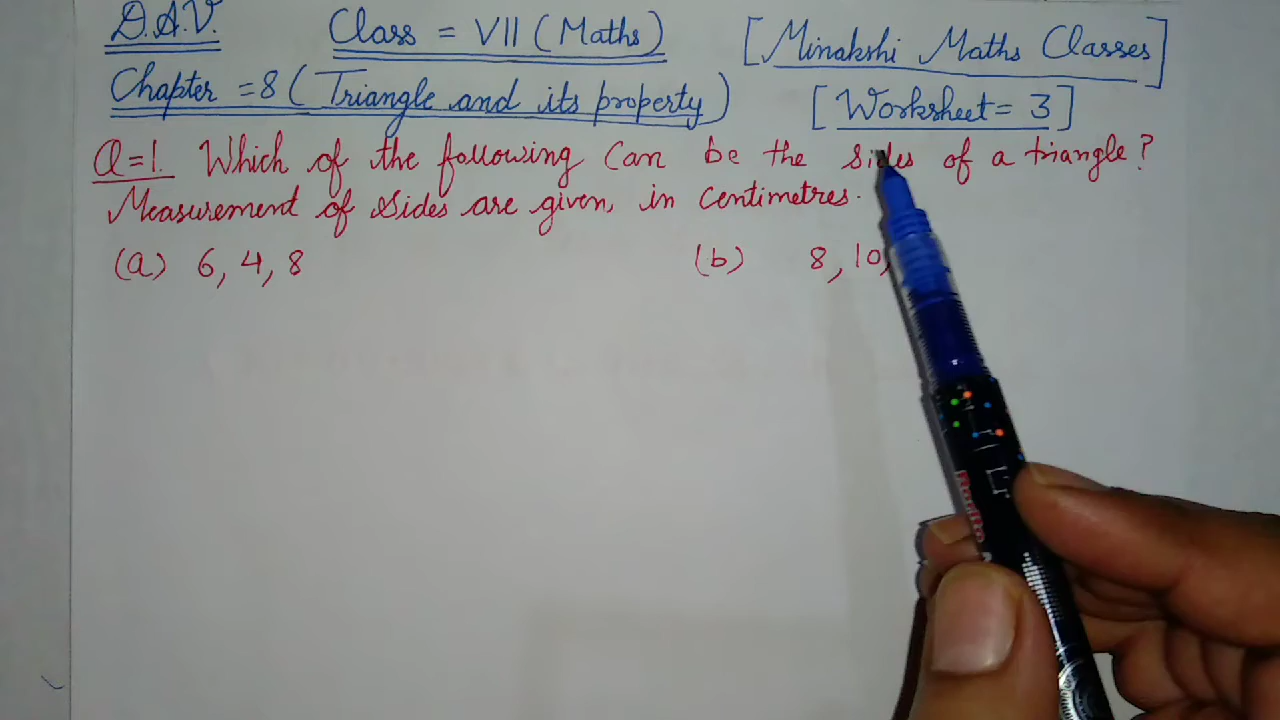 D.A.V. Class = VII (Maths) [Minakshi Maths Classes]
Chapter = 8 (Triangle and its property) [Worksheet = 3]
Q=1. Which of the following Can be the sides of a triangle?
Measurement of sides are given, in Centimetres.
(a) 6, 4, 8 (b) 8, 10,